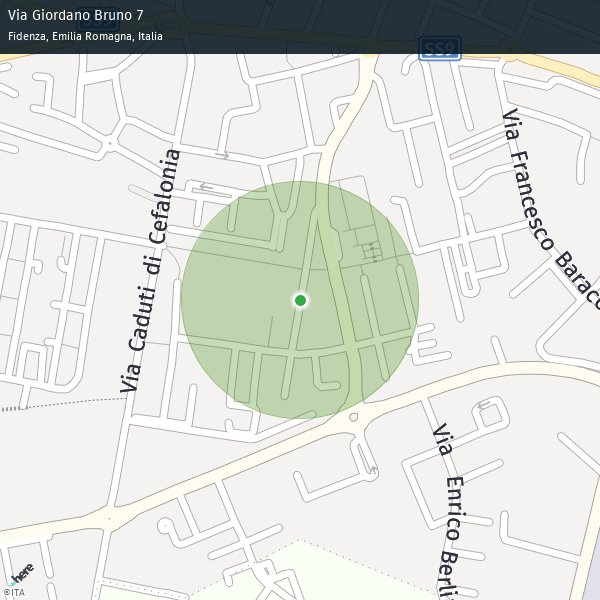 Via Giordano Bruno 7
Fidenza, Emilia Romagna, Italia
SS9
Via Francesco Baracc
Via Caduti di Cefalonia
Via Enrico Berli
here
©ITA